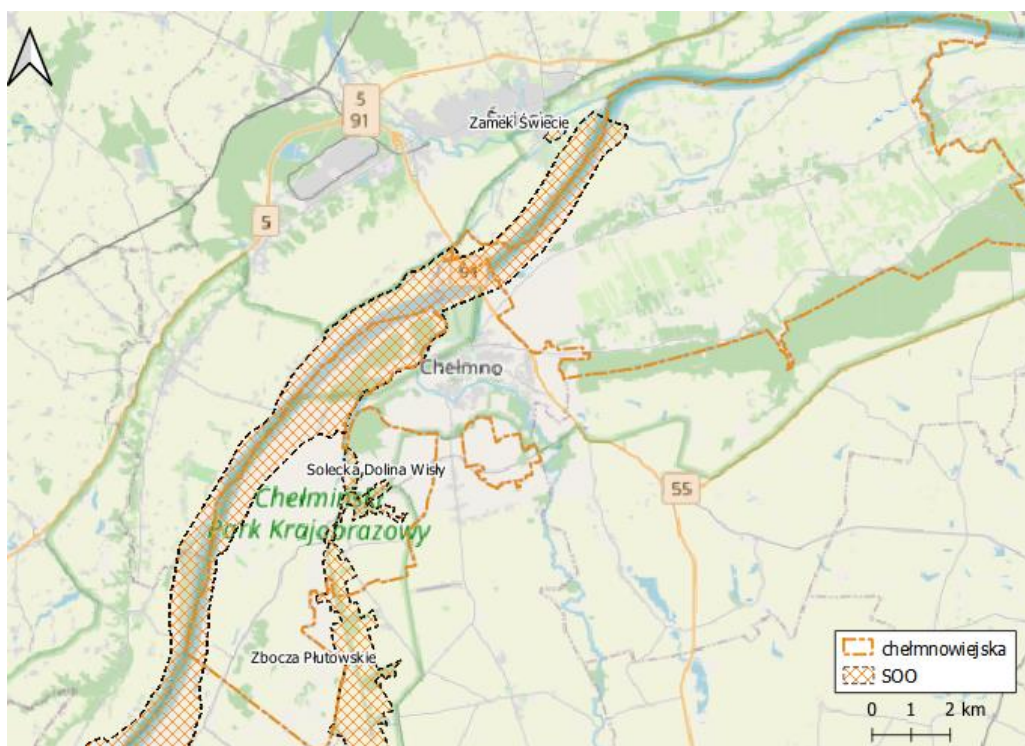 5
91
Zamek Świecie
5
91
Chełmno
Solecka Dolina Wisły
Chełmiński
Park Krajobrazowy
55
Zbocza Płutowskie
chełmnowiejska
SOO
0 1 2 km